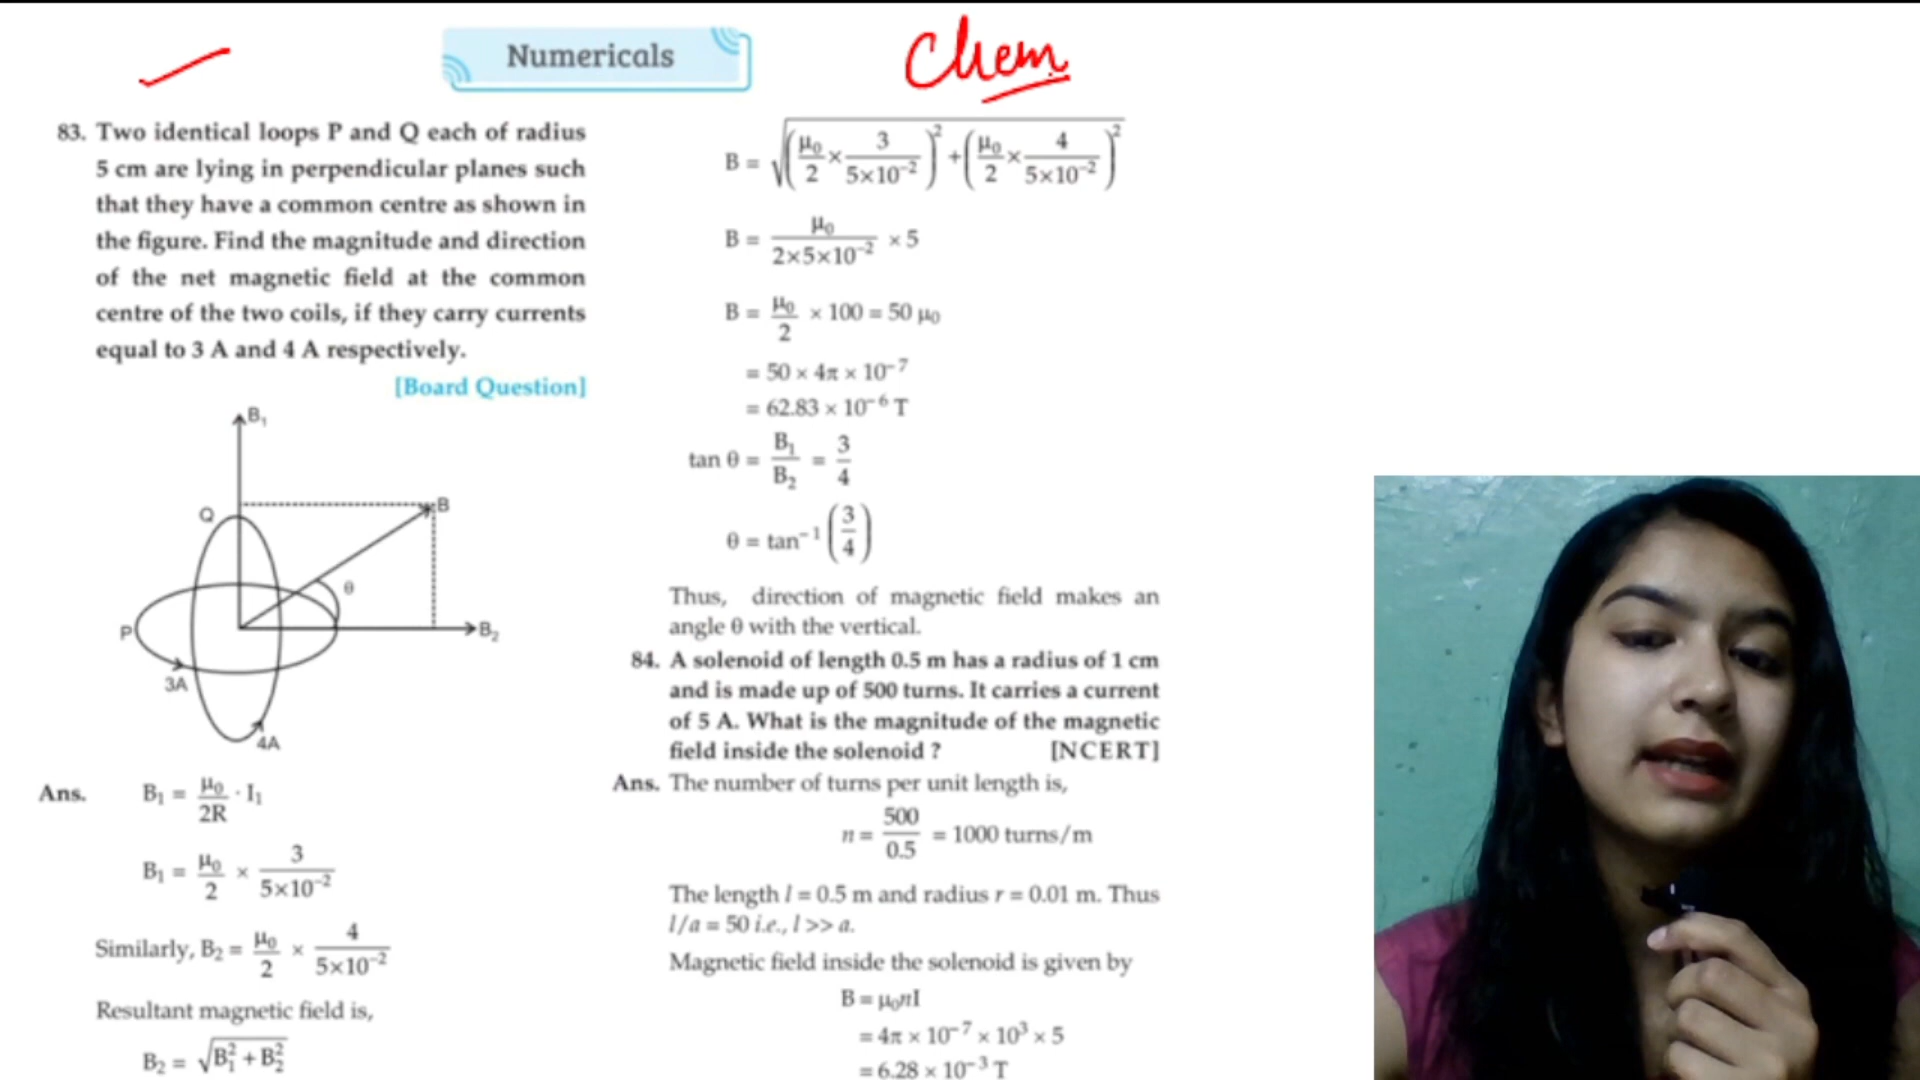 Numericals
Chem
83. Two identical loops P and Q each of radius
5 cm are lying in perpendicular planes such
that they have a common centre as shown in
the figure. Find the magnitude and direction
of the net magnetic field at the common
centre of the two coils, if they carry currents
equal to 3 A and 4 A respectively.
[Board Question]
B₁
Q
B
θ
P
B₂
3A
4A
Ans. B₁ = μ₀/2R · I₁
B₁ = μ₀/2 × 3/5×10⁻²
Similarly, B₂ = μ₀/2 × 4/5×10⁻²
Resultant magnetic field is,
B₂ = √(B₁² + B₂²)
B = √((μ₀/2 × 3/5×10⁻²)² + (μ₀/2 × 4/5×10⁻²)²)
B = μ₀/2×5×10⁻² × 5
B = μ₀/2 × 100 = 50 μ₀
= 50 × 4π × 10⁻⁷
= 62.83 × 10⁻⁶ T
tan θ = B₁/B₂ = 3/4
θ = tan⁻¹ (3/4)
Thus, direction of magnetic field makes an
angle θ with the vertical.
84. A solenoid of length 0.5 m has a radius of 1 cm
and is made up of 500 turns. It carries a current
of 5 A. What is the magnitude of the magnetic
field inside the solenoid ? [NCERT]
Ans. The number of turns per unit length is,
n = 500/0.5 = 1000 turns/m
The length l = 0.5 m and radius r = 0.01 m. Thus
l/a = 50 i.e., l >> a.
Magnetic field inside the solenoid is given by
B = μ₀nI
= 4π × 10⁻⁷ × 10³ × 5
= 6.28 × 10⁻³ T